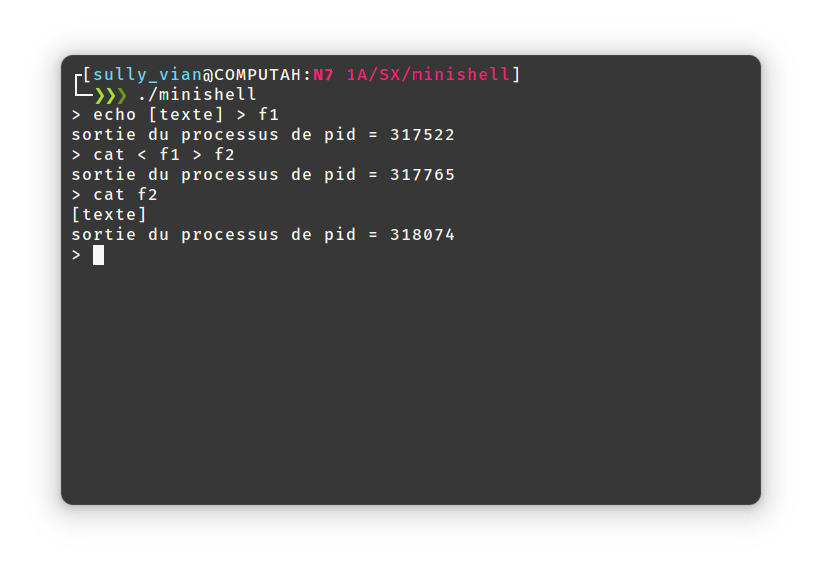 [sully_vian@COMPUTAH:N7 1A/SX/minishell]
❯❯❯ ./minishell
> echo [texte] > f1
sortie du processus de pid = 317522
> cat < f1 > f2
sortie du processus de pid = 317765
> cat f2
[texte]
sortie du processus de pid = 318074
>